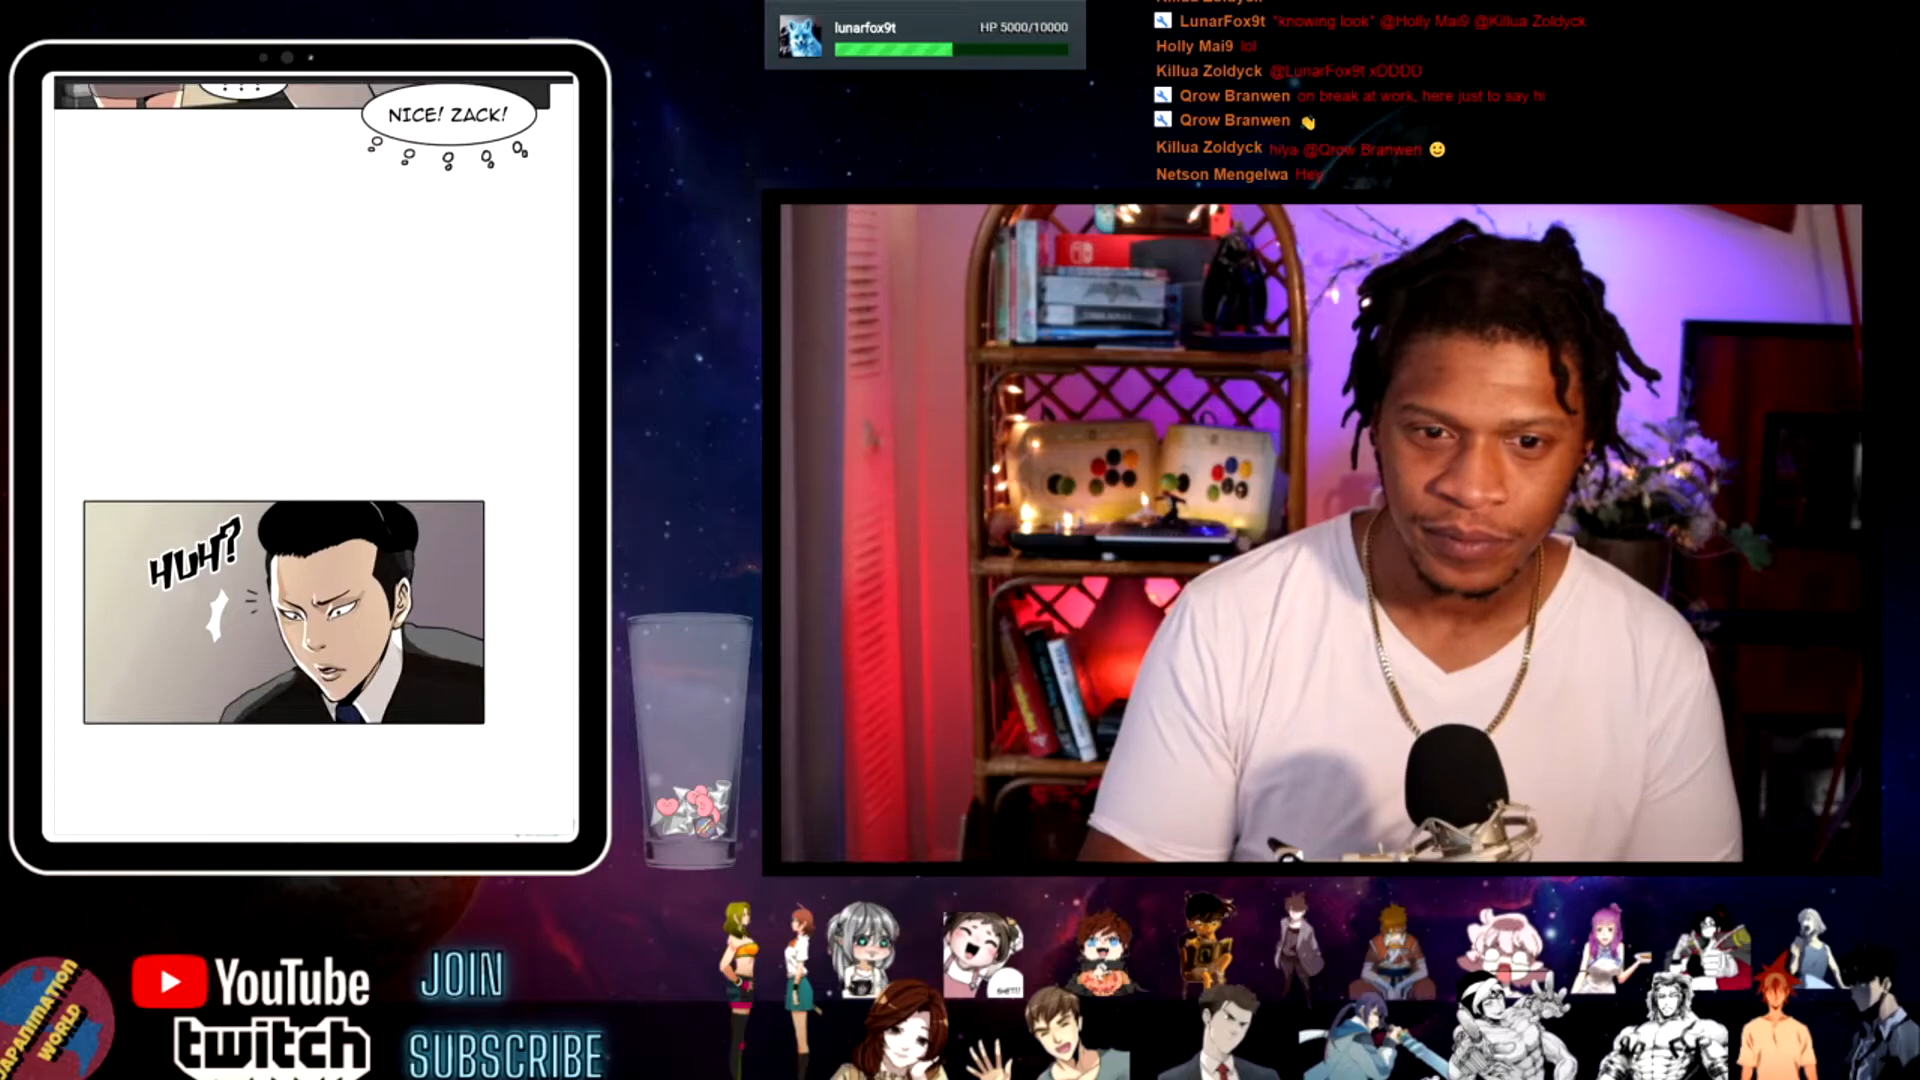 NICE! ZACK!
HUH?
lunarfox9t HP 5000/10000
LunarFox9t *knowing look* @Holly Mai9 @Killua Zoldyck
Holly Mai9 lol
Killua Zoldyck @LunarFox9t xDDDD
Qrow Branwen on break at work, here just to say hi
Qrow Branwen 👋
Killua Zoldyck hiya @Qrow Branwen 🙂
Netson Mengelwa Hey
JAPANIMATION
WORLD
YouTube
twitch
JOIN
SUBSCRIBE